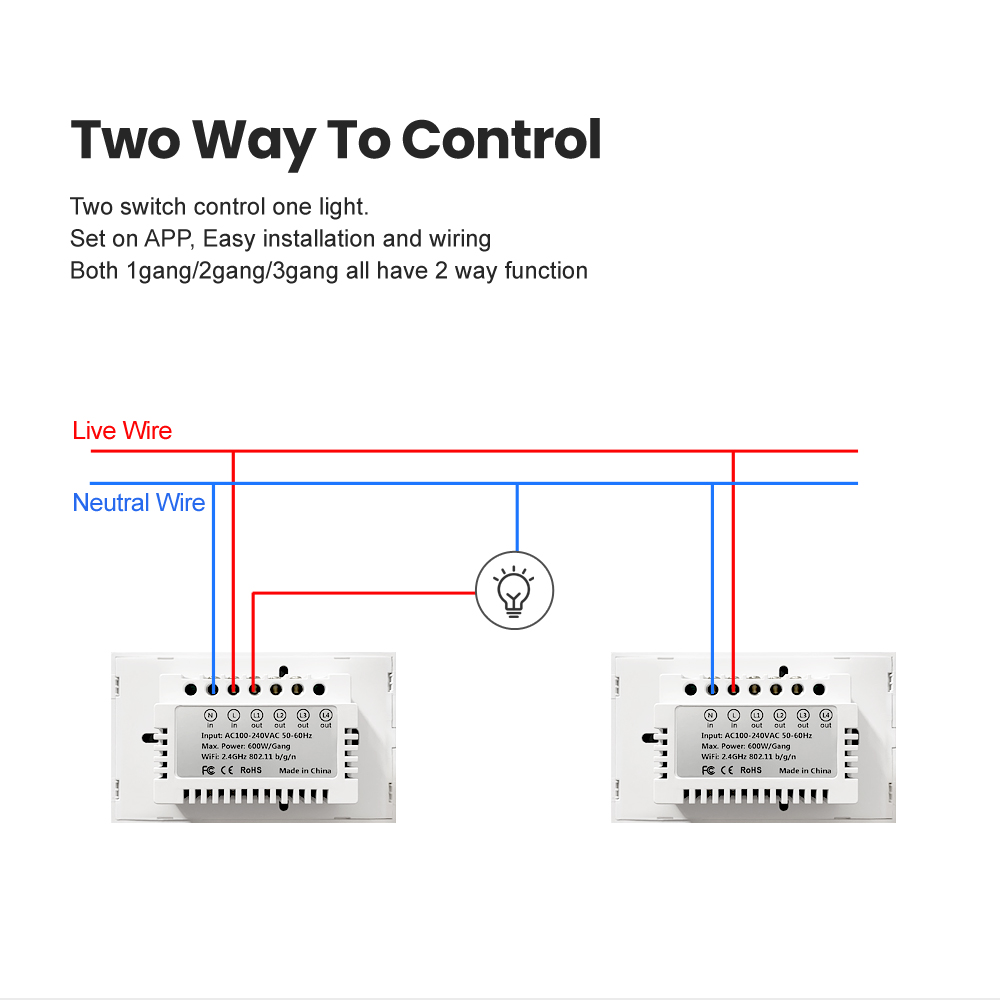 Two Way To Control
Two switch control one light.
Set on APP, Easy installation and wiring
Both 1gang/2gang/3gang all have 2 way function
Live Wire
Neutral Wire
N L L1 L2 L3 L4
in in out out out out
Input: AC100-240VAC 50-60Hz
Max. Power: 600W/Gang
WiFi: 2.4GHz 802.11 b/g/n
FC CE RoHS Made in China
N L L1 L2 L3 L4
in in out out out out
Input: AC100-240VAC 50-60Hz
Max. Power: 600W/Gang
WiFi: 2.4GHz 802.11 b/g/n
FC CE RoHS Made in China